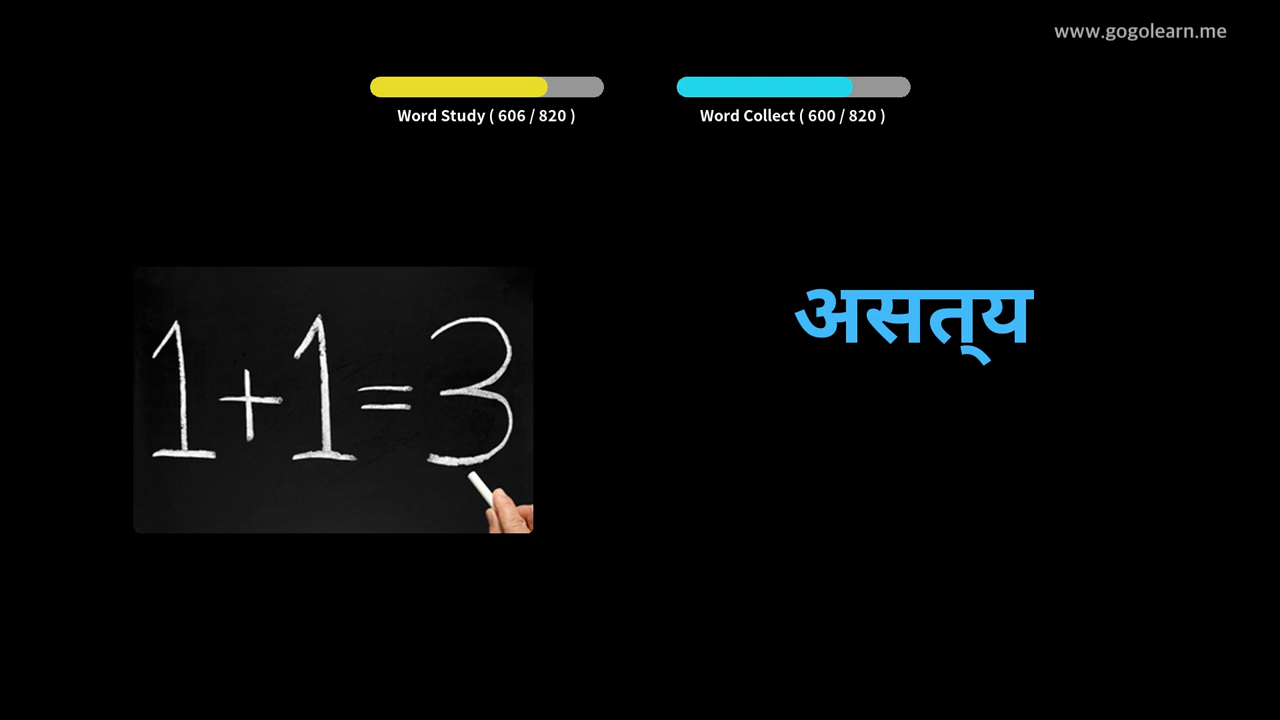 www.gogolearn.me
Word Study ( 606 / 820 )
Word Collect ( 600 / 820 )
1+1=3
असत्‌य